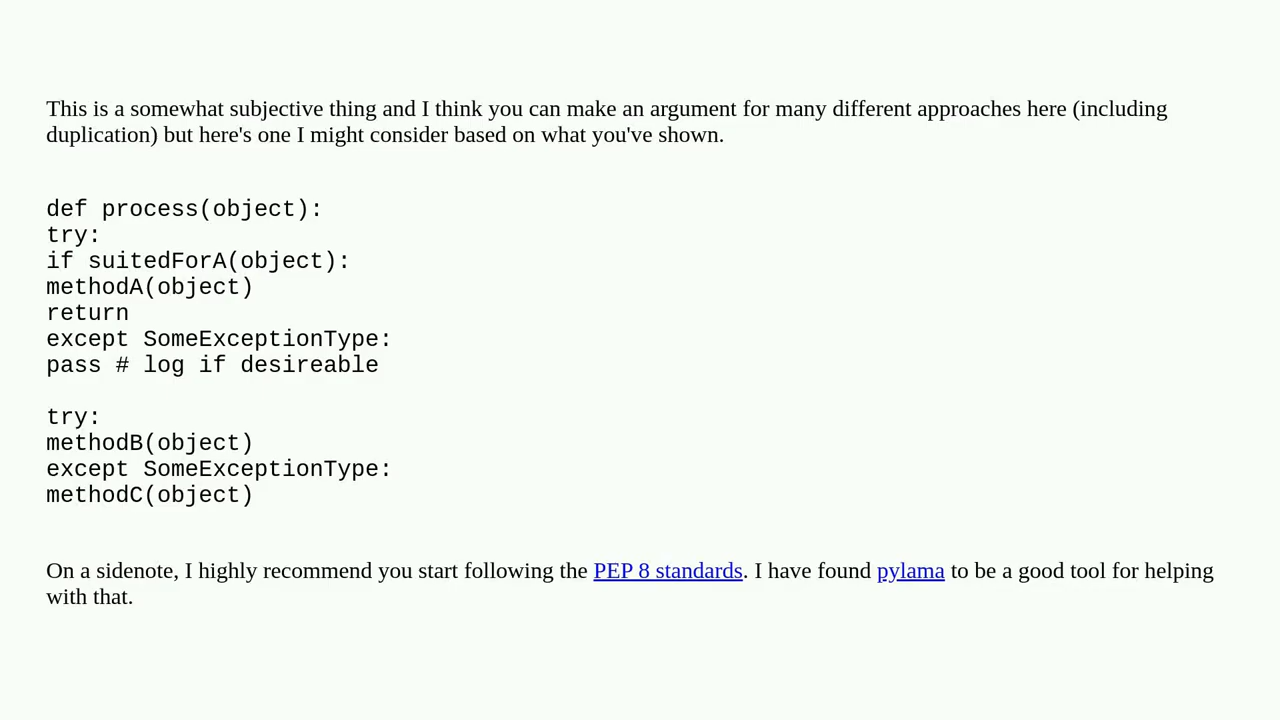 This is a somewhat subjective thing and I think you can make an argument for many different approaches here (including
duplication) but here's one I might consider based on what you've shown.
def process(object):
try:
if suitedForA(object):
methodA(object)
return
except SomeExceptionType:
pass # log if desireable
try:
methodB(object)
except SomeExceptionType:
methodC(object)
On a sidenote, I highly recommend you start following the PEP 8 standards. I have found pylama to be a good tool for helping
with that.